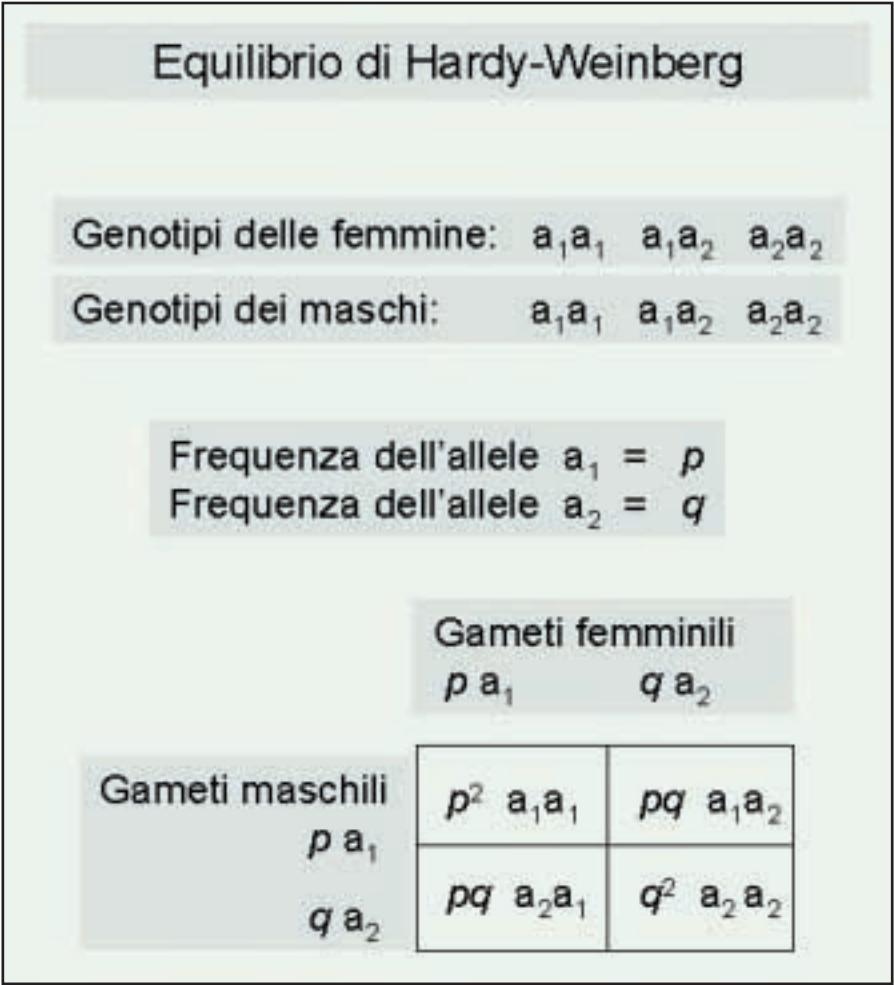 Equilibrio di Hardy-Weinberg
Genotipi delle femmine: a₁a₁ a₁a₂ a₂a₂
Genotipi dei maschi: a₁a₁ a₁a₂ a₂a₂
Frequenza dell'allele a₁ = p
Frequenza dell'allele a₂ = q
Gameti femminili
p a₁ q a₂
Gameti maschili
p a₁
q a₂
p² a₁a₁ pq a₁a₂
pq a₂a₁ q² a₂a₂